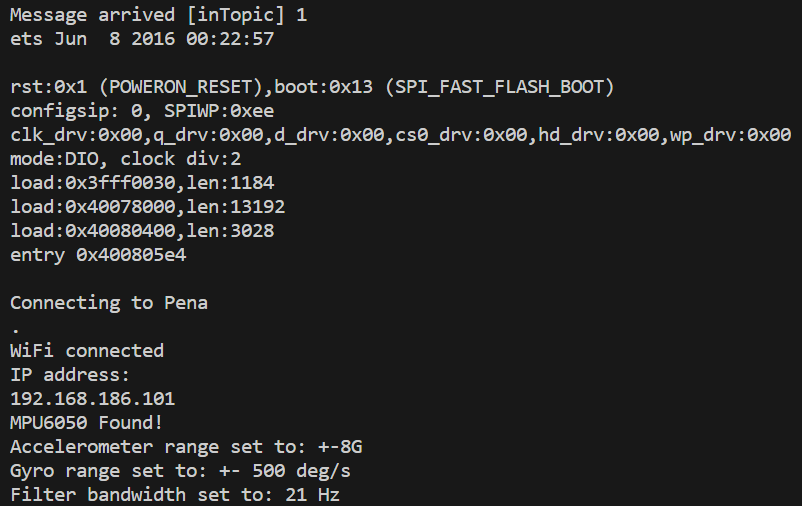 Message arrived [inTopic] 1
ets Jun  8 2016 00:22:57
rst:0x1 (POWERON_RESET),boot:0x13 (SPI_FAST_FLASH_BOOT)
configsip: 0, SPIWP:0xee
clk_drv:0x00,q_drv:0x00,d_drv:0x00,cs0_drv:0x00,hd_drv:0x00,wp_drv:0x00
mode:DIO, clock div:2
load:0x3fff0030,len:1184
load:0x40078000,len:13192
load:0x40080400,len:3028
entry 0x400805e4
Connecting to Pena
.
WiFi connected
IP address:
192.168.186.101
MPU6050 Found!
Accelerometer range set to: +-8G
Gyro range set to: +- 500 deg/s
Filter bandwidth set to: 21 Hz